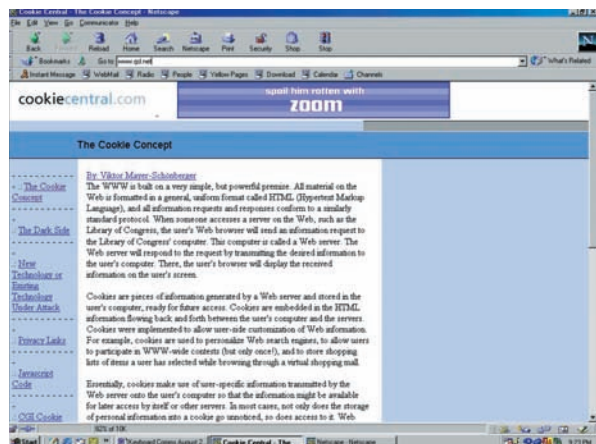 Cookie Central - The Cookie Concept - Netscape
File Edit View Go Communicator Help
Back Forward Reload Home Search Netscape Print Security Shop Stop
Bookmarks Go to www.qsl.net What's Related
Instant Message WebMail Radio People Yellow Pages Download Calendar Channels
cookiecentral.com
spoil him rotten with
zoom
The Cookie Concept
The Cookie
Concept
The Dark Side
New
Technology or
Existing
Technology
Under Attack
Privacy Links
Javascript
Code
CGI Cookie
By: Viktor Mayer-Schönberger
The WWW is built on a very simple, but powerful premise. All material on the
Web is formatted in a general, uniform format called HTML (Hypertext Markup
Language), and all information requests and responses conform to a similarly
standard protocol. When someone accesses a server on the Web, such as the
Library of Congress, the user's Web browser will send an information request to
the Library of Congress' computer. This computer is called a Web server. The
Web server will respond to the request by transmitting the desired information to
the user's computer. There, the user's browser will display the received
information on the user's screen.
Cookies are pieces of information generated by a Web server and stored in the
user's computer, ready for future access. Cookies are embedded in the HTML
information flowing back and forth between the user's computer and the servers.
Cookies were implemented to allow user-side customization of Web information.
For example, cookies are used to personalize Web search engines, to allow users
to participate in WWW-wide contests (but only once!), and to store shopping
lists of items a user has selected while browsing through a virtual shopping mall.
Essentially, cookies make use of user-specific information transmitted by the
Web server onto the user's computer so that the information might be available
for later access by itself or other servers. In most cases, not only does the storage
of personal information into a cookie go unnoticed, so does access to it. Web
82% of 10K
Start Keyboard Comms August 2 Cookie Central - The Netscape - Netscape 9:23 PM